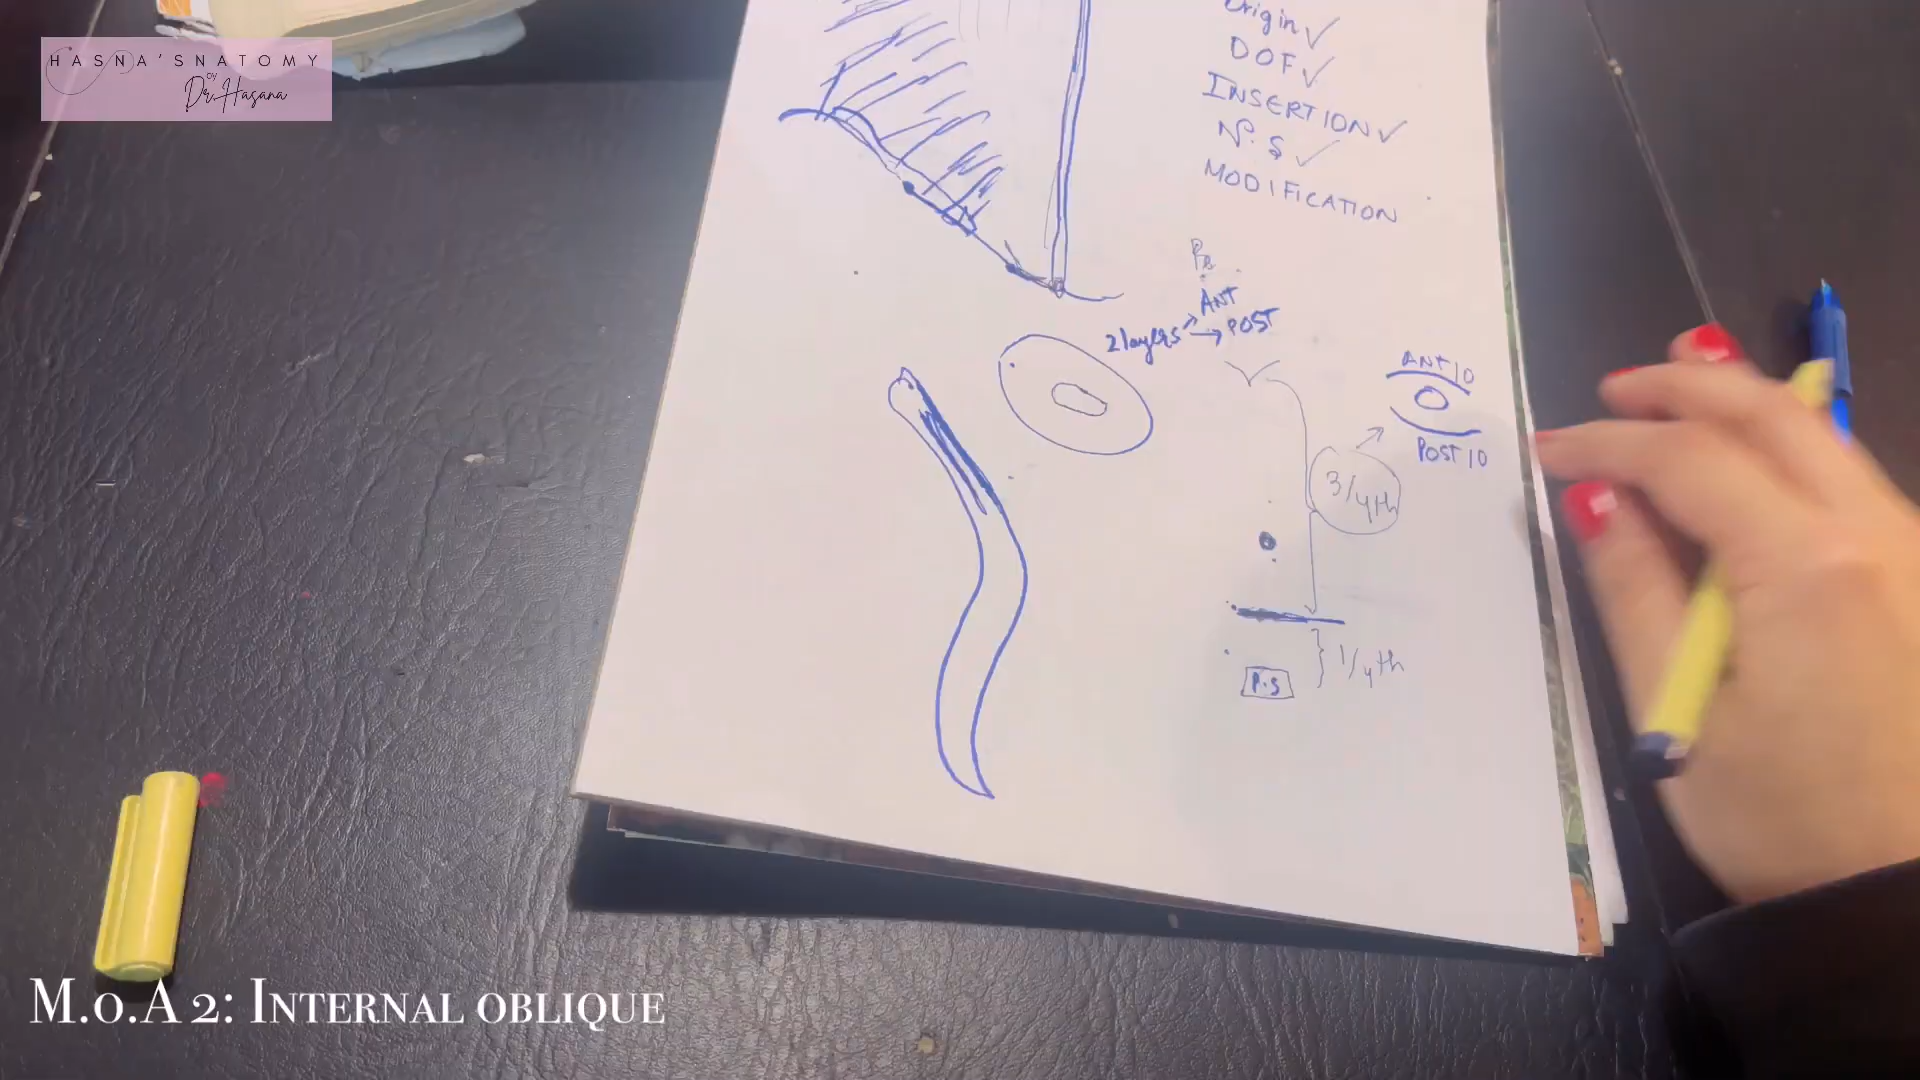 HASNA'SNATOMY
BY
Dr.Hasana
Origin ✓
DOF ✓
INSERTION ✓
N.S ✓
MODIFICATION
ANT
2 layers → POST
ANT 10
POST 10
3/4th
1/4th
P.S
M.O.A 2: INTERNAL OBLIQUE